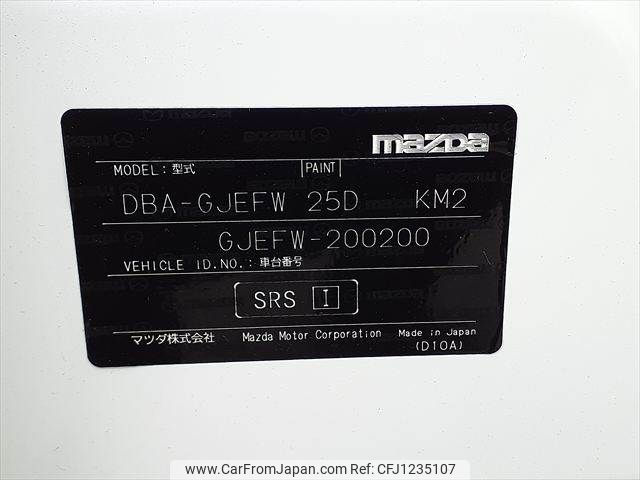 mazda
MODEL: 型式 PAINT
DBA-GJEFW 25D KM2
GJEFW-200200
VEHICLE ID.NO.: 車台番号
SRS I
マツダ株式会社 Mazda Motor Corporation Made in Japan
(D10A)
www.CarFromJapan.com - CFJ1235107